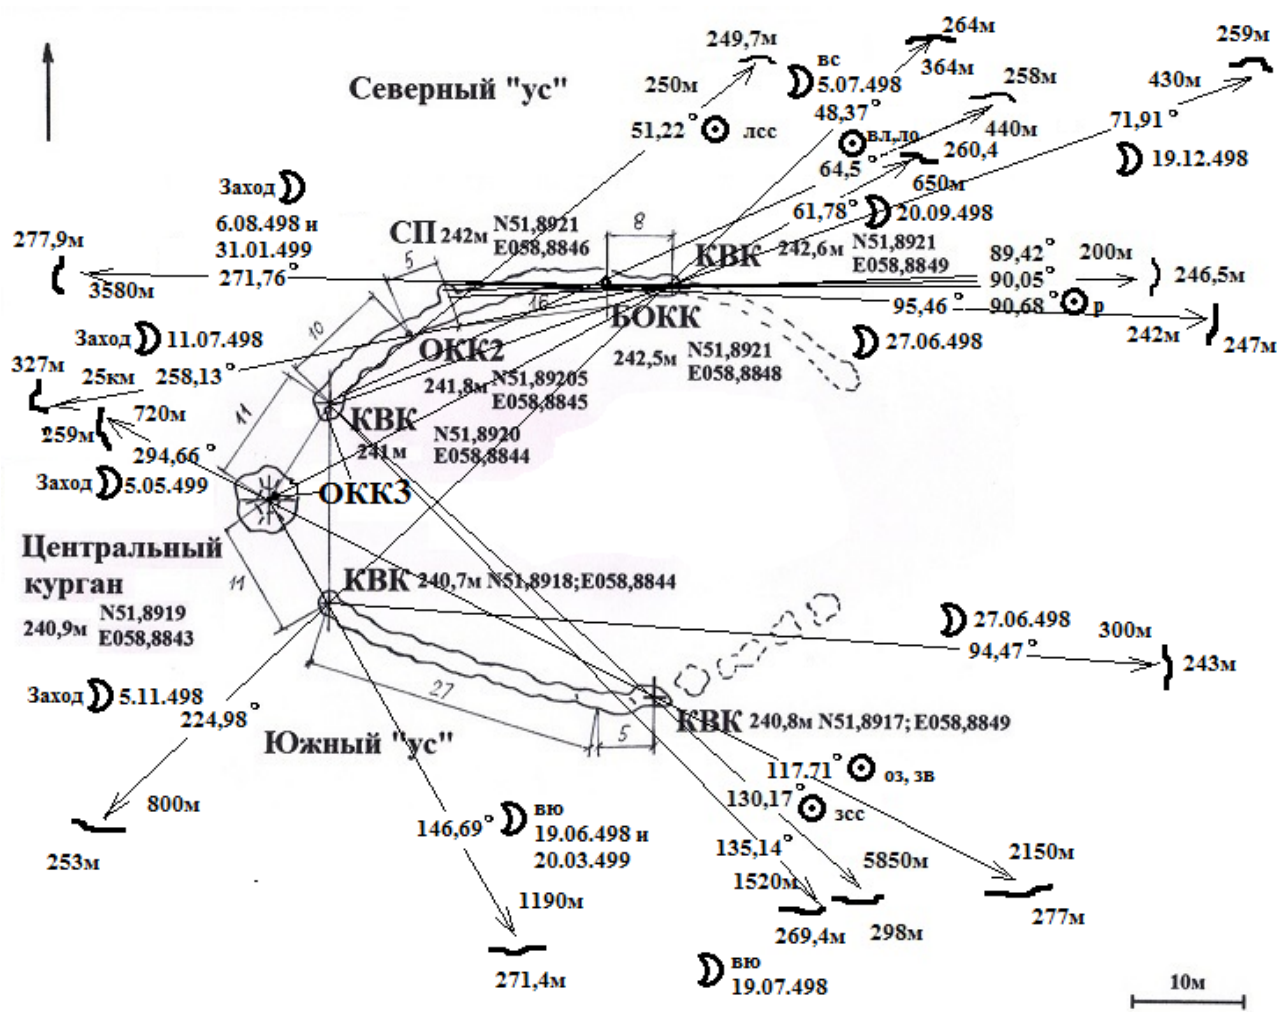 264м
249,7м
259м
вс
5.07.498
364м
258м
430м
Северный "ус"
250м
48,37°
440м
71,91°
51,22°
лсс
вл,ло
260,4
64,5°
19.12.498
650м
Заход
61,78°
20.09.498
6.08.498 и
31.01.499
277,9м
271,76°
3580м
СП 242м
N51,8921
E058,8846
8
КВК
242,6м
N51,8921
E058,8849
89,42°
200м
90,05°
246,5м
5
16
95,46°
90,68°
р
БОКК
242м
247м
Заход
11.07.498
10
ОКК2
242,5м
N51,8921
E058,8848
27.06.498
327м
25км
258,13°
241,8м
N51,89205
E058,8845
720м
11
КВК
259м
241м
N51,8920
E058,8844
294,66°
Заход
5.05.499
ОКК3
Центральный
курган
11
КВК 240,7м N51,8918;E058,8844
N51,8919
E058,8843
240,9м
27.06.498
300м
94,47°
243м
Заход
5.11.498
224,98°
27
5
Южный "ус"
КВК 240,8м N51,8917; E058,8849
117.71°
оз, зв
130,17°
зсс
800м
вю
19.06.498 и
20.03.499
146,69°
135,14°
253м
5850м
2150м
1520м
1190м
277м
269,4м
298м
271,4м
вю
19.07.498
10м